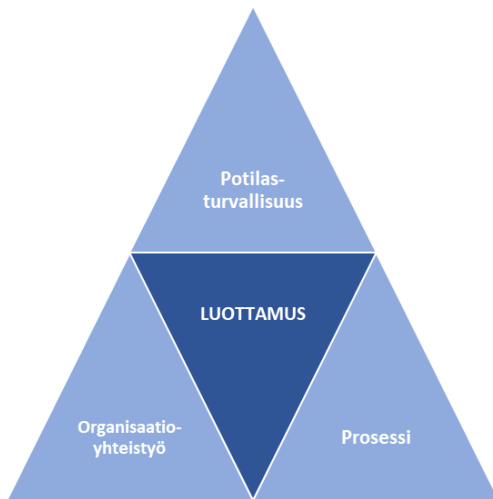 Potilas-
turvallisuus
LUOTTAMUS
Organisaatio-
yhteistyö
Prosessi